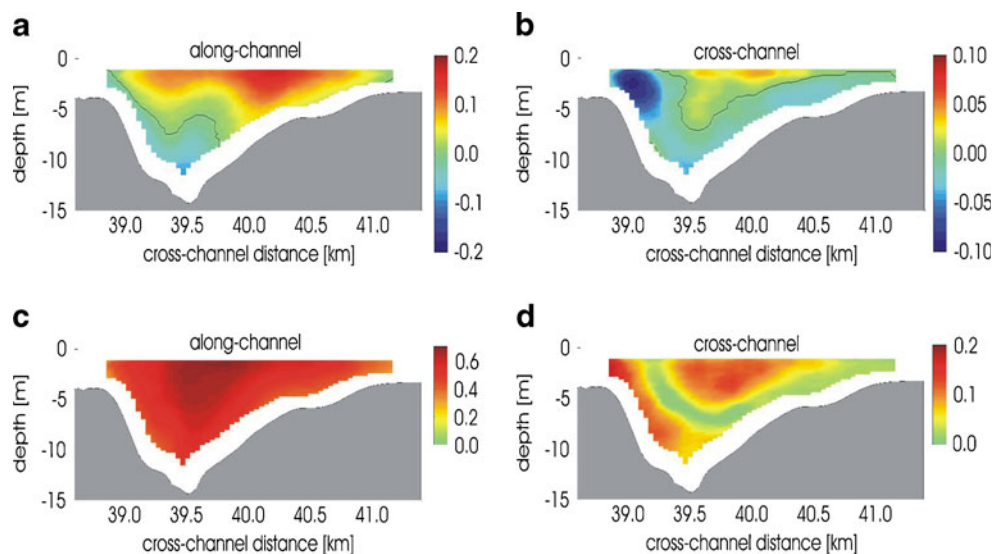 a
along-channel
0
-5
-10
-15
depth [m]
39.0 39.5 40.0 40.5 41.0
cross-channel distance [km]
0.2
0.1
0.0
-0.1
-0.2
b
cross-channel
0
-5
-10
-15
depth [m]
39.0 39.5 40.0 40.5 41.0
cross-channel distance [km]
0.10
0.05
0.00
-0.05
-0.10
c
along-channel
0
-5
-10
-15
depth [m]
39.0 39.5 40.0 40.5 41.0
cross-channel distance [km]
0.6
0.4
0.2
0.0
d
cross-channel
0
-5
-10
-15
depth [m]
39.0 39.5 40.0 40.5 41.0
cross-channel distance [km]
0.2
0.1
0.0